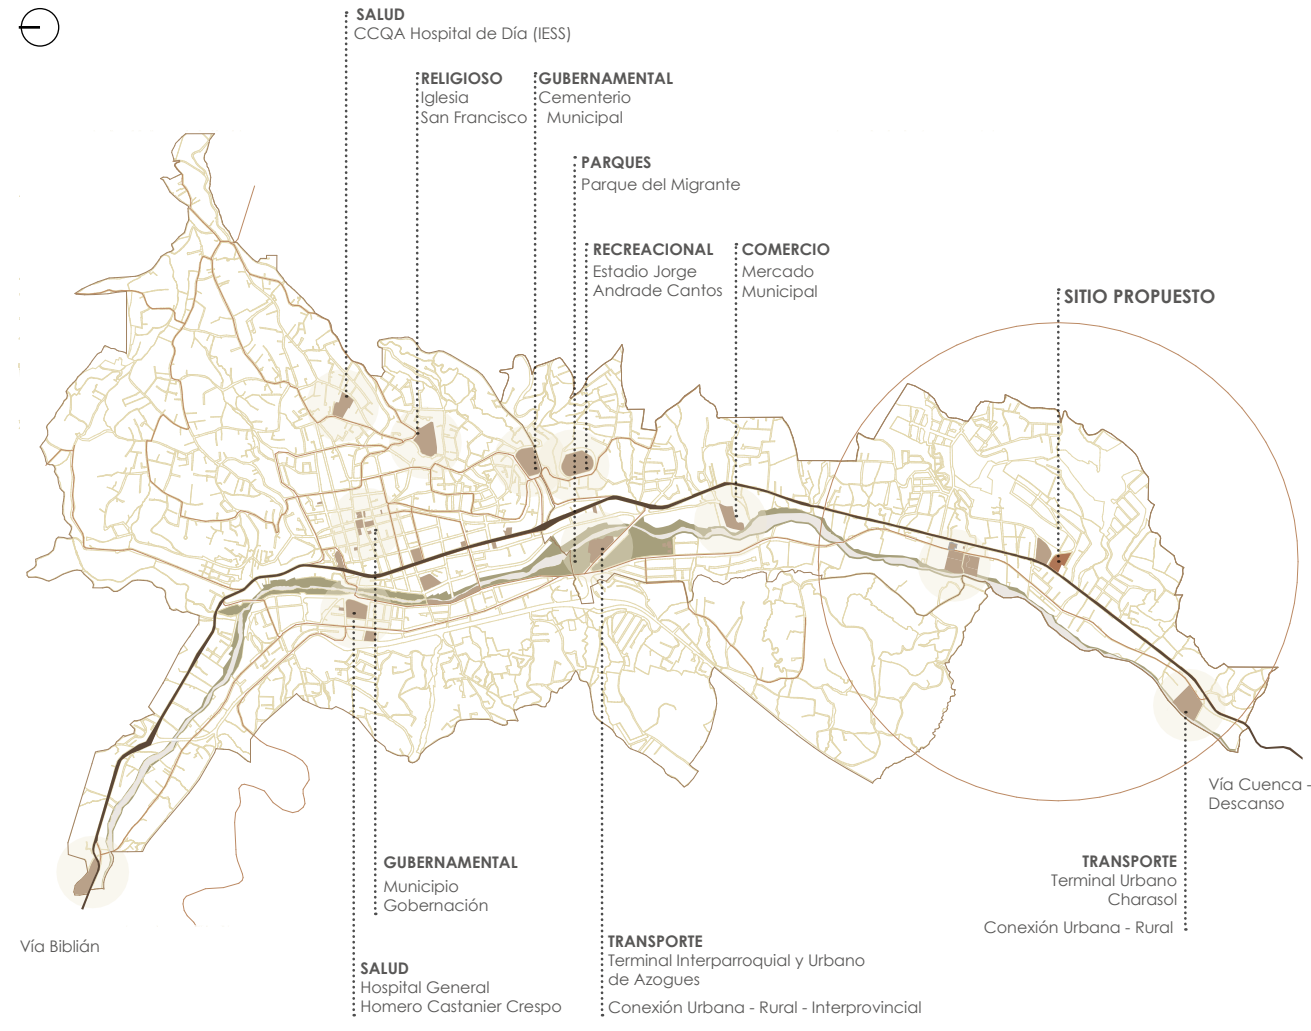 SALUD
CCQA Hospital de Día (IESS)
RELIGIOSO
Iglesia
San Francisco
GUBERNAMENTAL
Cementerio
Municipal
PARQUES
Parque del Migrante
RECREACIONAL
Estadio Jorge
Andrade Cantos
COMERCIO
Mercado
Municipal
SITIO PROPUESTO
Vía Cuenca -
Descanso
GUBERNAMENTAL
Municipio
Gobernación
TRANSPORTE
Terminal Urbano
Charasol
Conexión Urbana - Rural
Vía Biblián
SALUD
Hospital General
Homero Castanier Crespo
TRANSPORTE
Terminal Interparroquial y Urbano
de Azogues
Conexión Urbana - Rural - Interprovincial